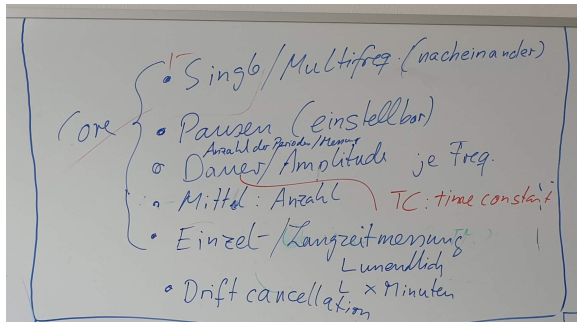 • Single/Multifreq. (nacheinander)
Core • Pausen (einstellbar)
Anzahl der Perioden/Messung
• Dauer/Amplitude je Freq.
• Mittel: Anzahl TC: time constant
• Einzel-/Langzeitmessung
L unendlich
L x Minuten
• Drift cancellation